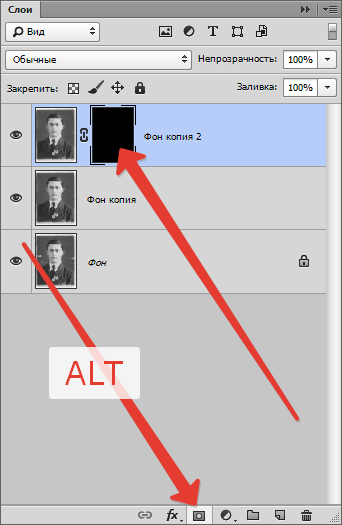 Слои
Вид
Обычные
Непрозрачность: 100%
Закрепить:
Заливка: 100%
Фон копия 2
Фон копия
Фон
ALT
fx